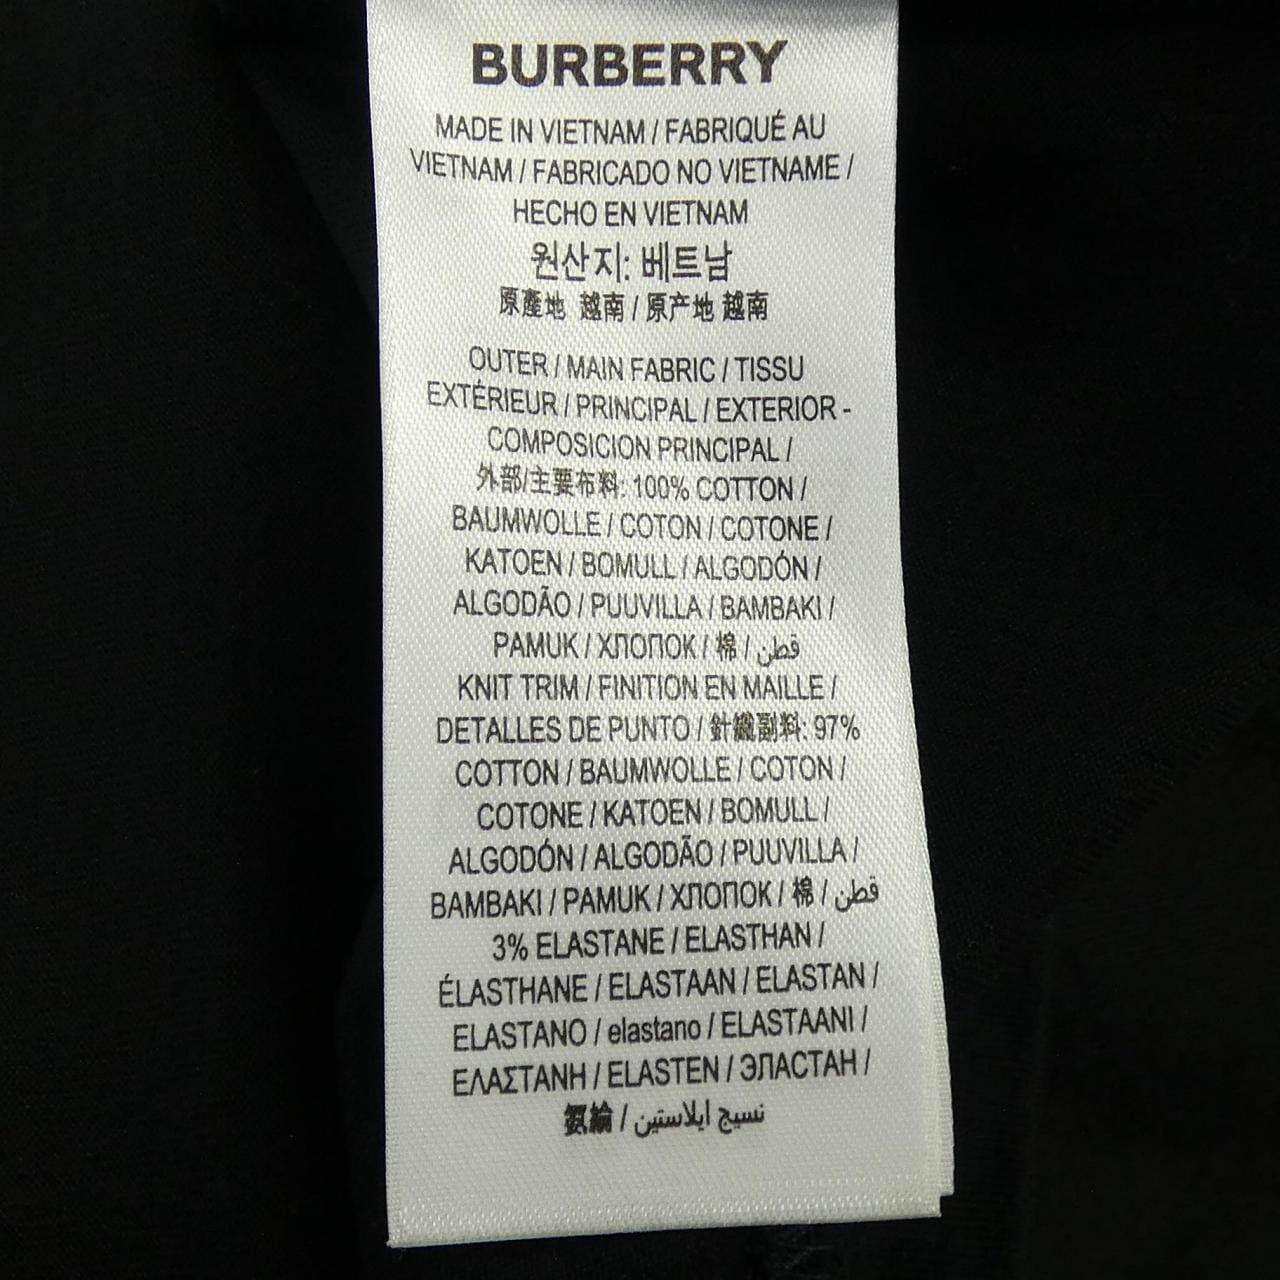 BURBERRY
MADE IN VIETNAM / FABRIQUÉ AU
VIETNAM / FABRICADO NO VIETNAME /
HECHO EN VIETNAM
원산지: 베트남
原產地 越南 / 原产地 越南
OUTER / MAIN FABRIC / TISSU
EXTÉRIEUR / PRINCIPAL / EXTERIOR -
COMPOSICION PRINCIPAL /
外部/主要布料: 100% COTTON /
BAUMWOLLE / COTON / COTONE /
KATOEN / BOMULL / ALGODÓN /
ALGODÃO / PUUVILLA / BAMBAKI /
PAMUK / ХЛОПОК / 棉 / قطن
KNIT TRIM / FINITION EN MAILLE /
DETALLES DE PUNTO / 針織副料: 97%
COTTON / BAUMWOLLE / COTON /
COTONE / KATOEN / BOMULL /
ALGODÓN / ALGODÃO / PUUVILLA /
BAMBAKI / PAMUK / ХЛОПОК / 棉 / قطن
3% ELASTANE / ELASTHAN /
ÉLASTHANE / ELASTAAN / ELASTAN /
ELASTANO / elastano / ELASTAANI /
ΕΛΑΣΤΑΝΗ / ELASTEN / ЭЛАСТАН /
氨綸 / نسيج ايلاستين